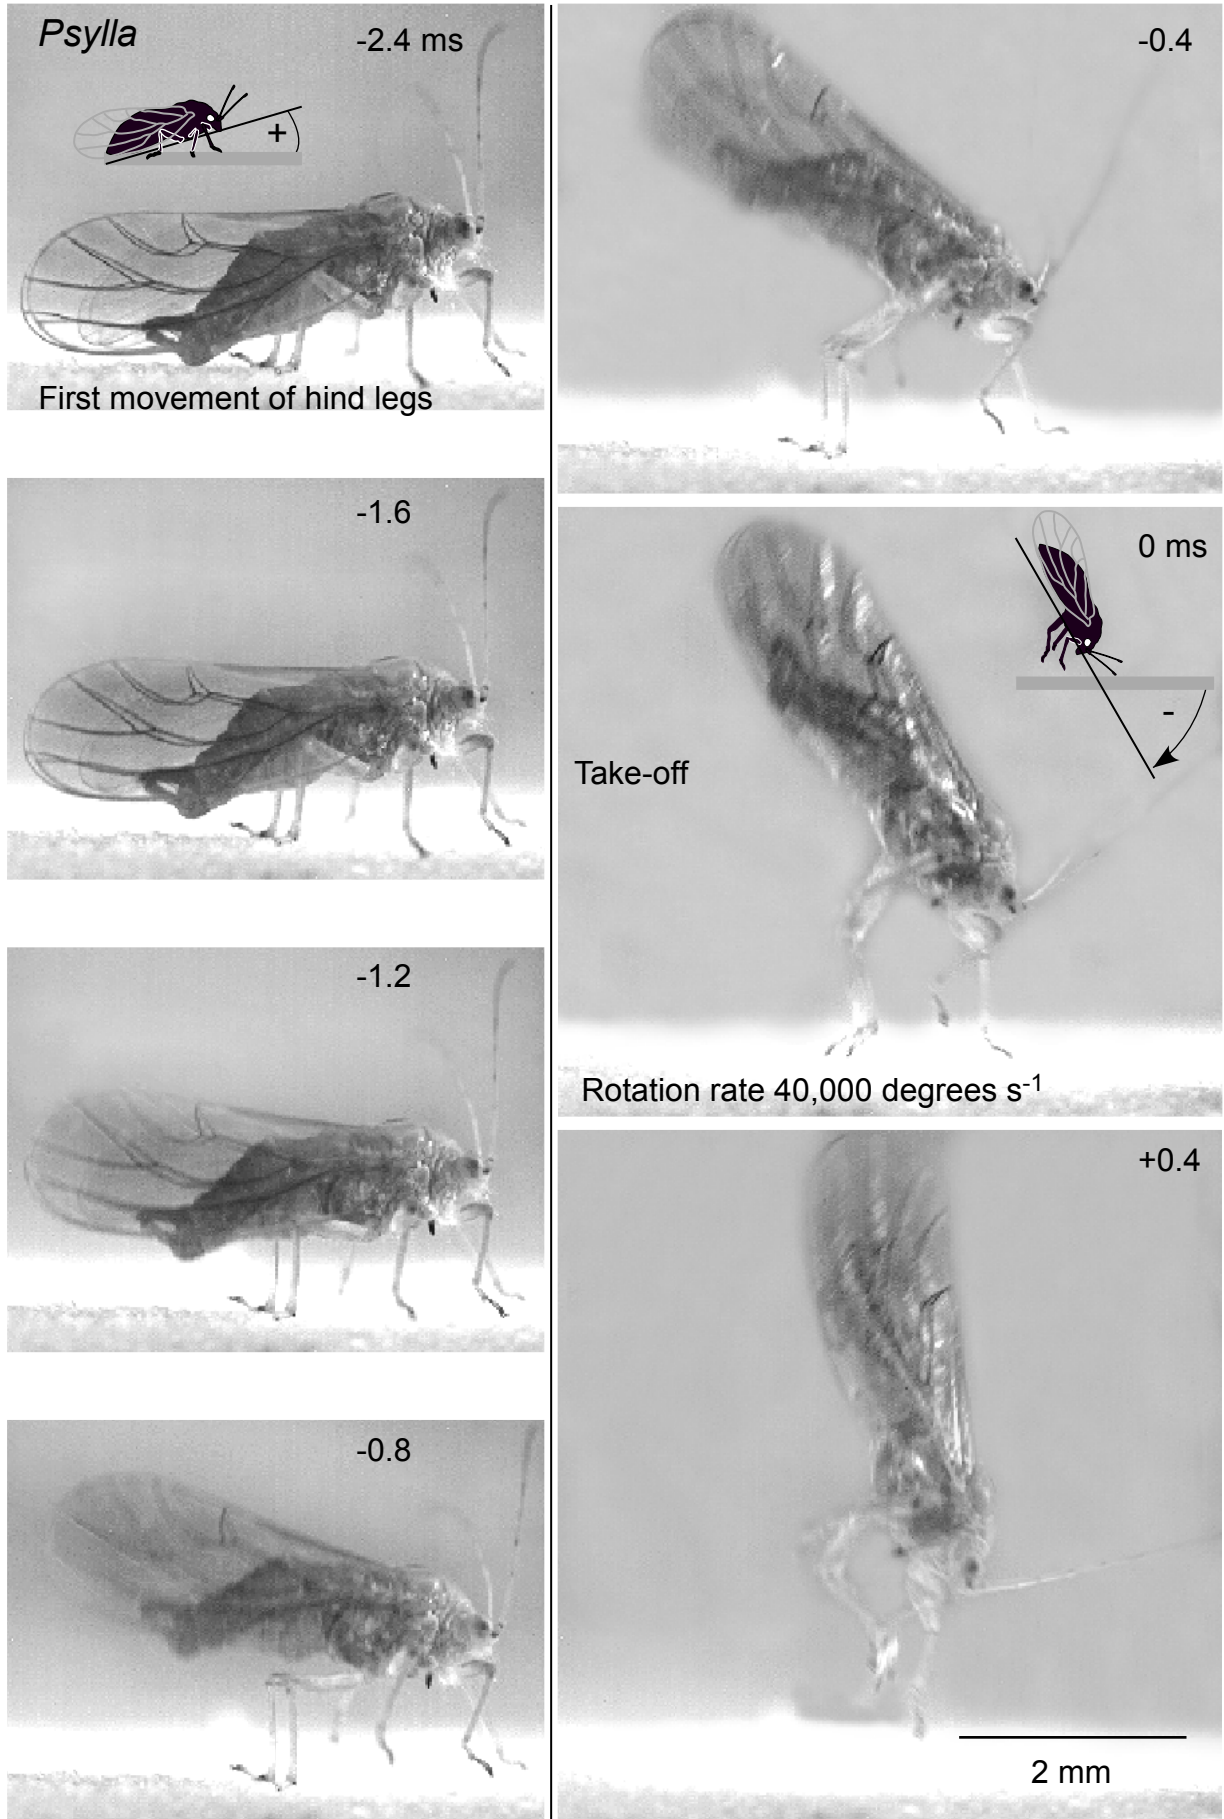 Psylla
-2.4 ms
+
First movement of hind legs
-1.6
-1.2
-0.8
-0.4
0 ms
-
Take-off
Rotation rate 40,000 degrees s-1
+0.4
2 mm